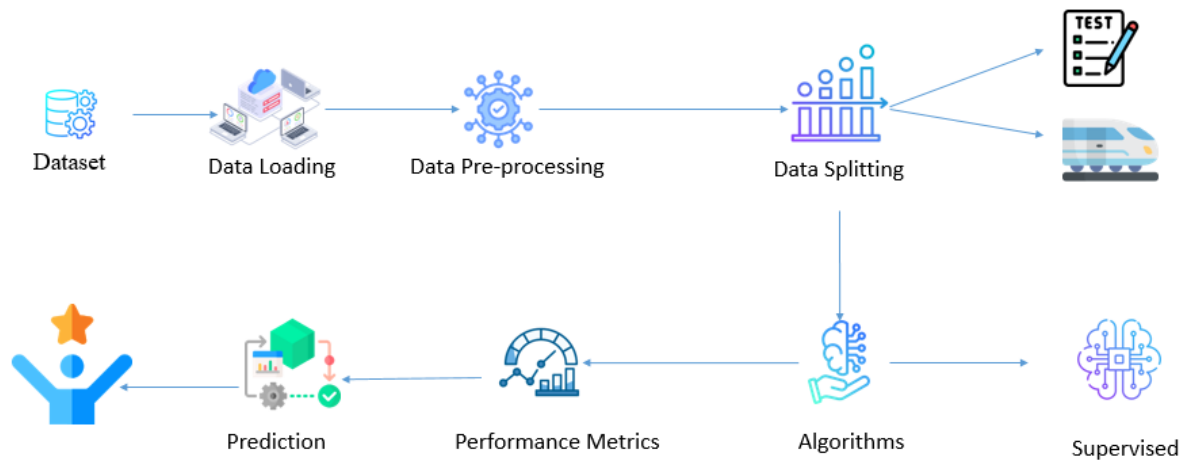 TEST
Dataset
Data Loading
Data Pre-processing
Data Splitting
Prediction
Performance Metrics
Algorithms
Supervised